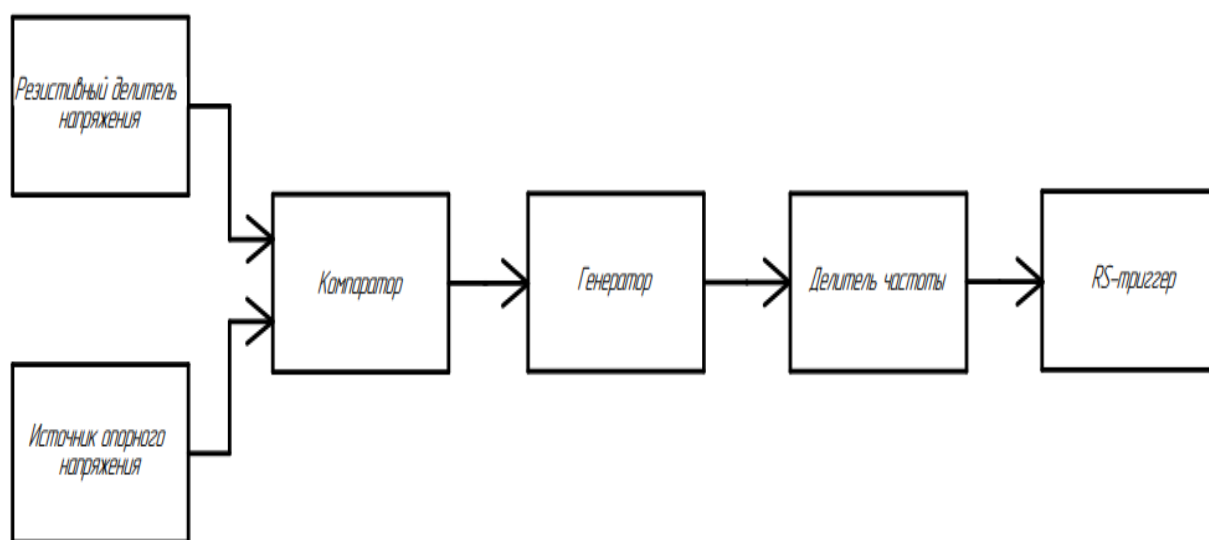 Резистивный делитель
напряжения
Источник опорного
напряжения
Компаратор
Генератор
Делитель частоты
RS-триггер